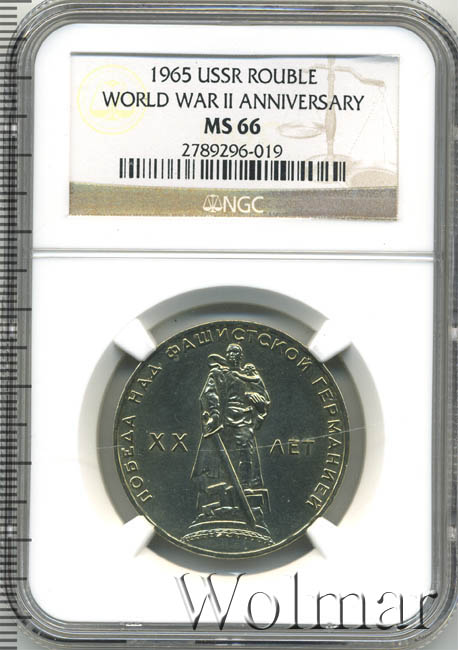 1965 USSR ROUBLE
WORLD WAR II ANNIVERSARY
MS 66
2789296-019
NGC
ПОБЕДА НАД ФАШИСТСКОЙ ГЕРМАНИЕЙ
XX ЛЕТ
Wolmar